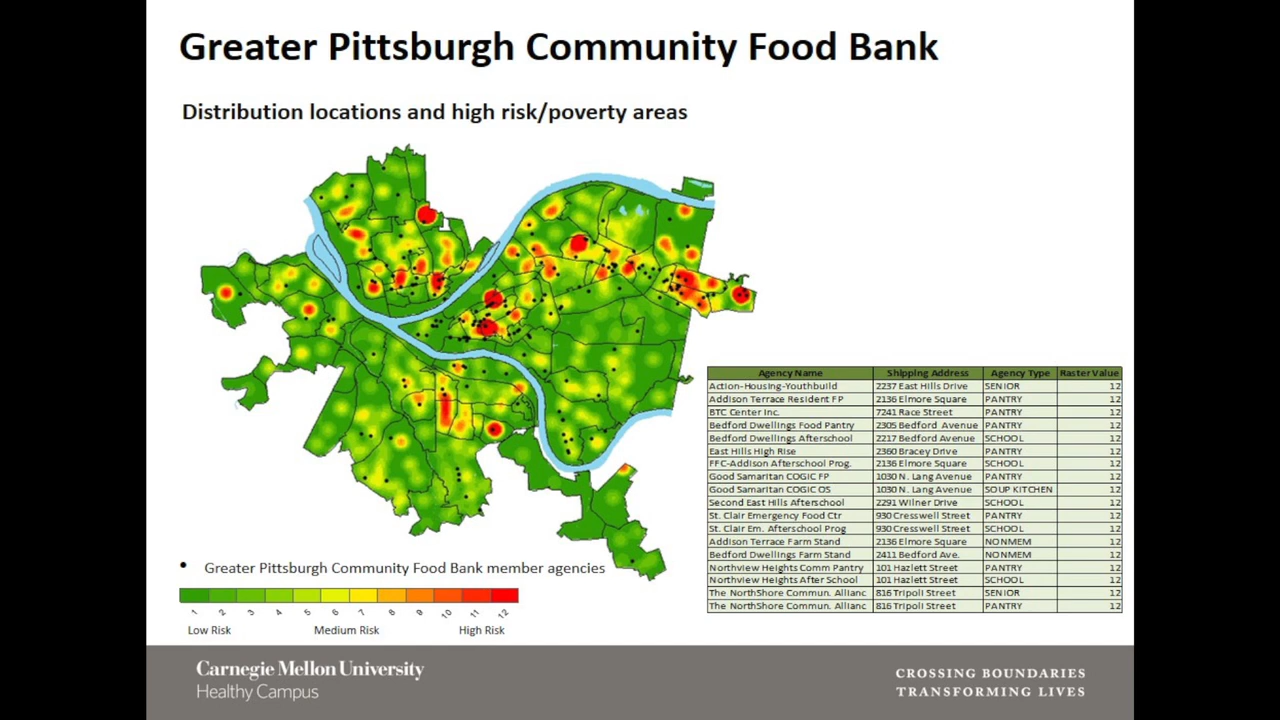 Greater Pittsburgh Community Food Bank
Distribution locations and high risk/poverty areas
Agency Name Shipping Address Agency Type Raster Value
Action-Housing-Youthbuild 2237 East Hills Drive SENIOR 12
Addison Terrace Resident FP 2136 Elmore Square PANTRY 12
BTC Center Inc. 7241 Race Street PANTRY 12
Bedford Dwellings Food Pantry 2305 Bedford Avenue PANTRY 12
Bedford Dwellings Afterschool 2217 Bedford Avenue SCHOOL 12
East Hills High Rise 2360 Bracey Drive PANTRY 12
FFC-Addison Afterschool Prog. 2136 Elmore Square SCHOOL 12
Good Samaritan COGIC FP 1030 N. Lang Avenue PANTRY 12
Good Samaritan COGIC OS 1030 N. Lang Avenue SOUP KITCHEN 12
Second East Hills Afterschool 2291 Wilner Drive SCHOOL 12
St. Clair Emergency Food Ctr 930 Cresswell Street PANTRY 12
St. Clair Em. Afterschool Prog 930 Cresswell Street SCHOOL 12
Addison Terrace Farm Stand 2136 Elmore Square NONMEM 12
Bedford Dwellings Farm Stand 2411 Bedford Ave. NONMEM 12
Northview Heights Comm Pantry 101 Hazlett Street PANTRY 12
Northview Heights After School 101 Hazlett Street SCHOOL 12
The NorthShore Commun. Allianc 816 Tripoli Street SENIOR 12
The NorthShore Commun. Allianc 816 Tripoli Street PANTRY 12
• Greater Pittsburgh Community Food Bank member agencies
1 2 3 4 5 6 7 8 9 10 11 12
Low Risk Medium Risk High Risk
Carnegie Mellon University
Healthy Campus
CROSSING BOUNDARIES
TRANSFORMING LIVES